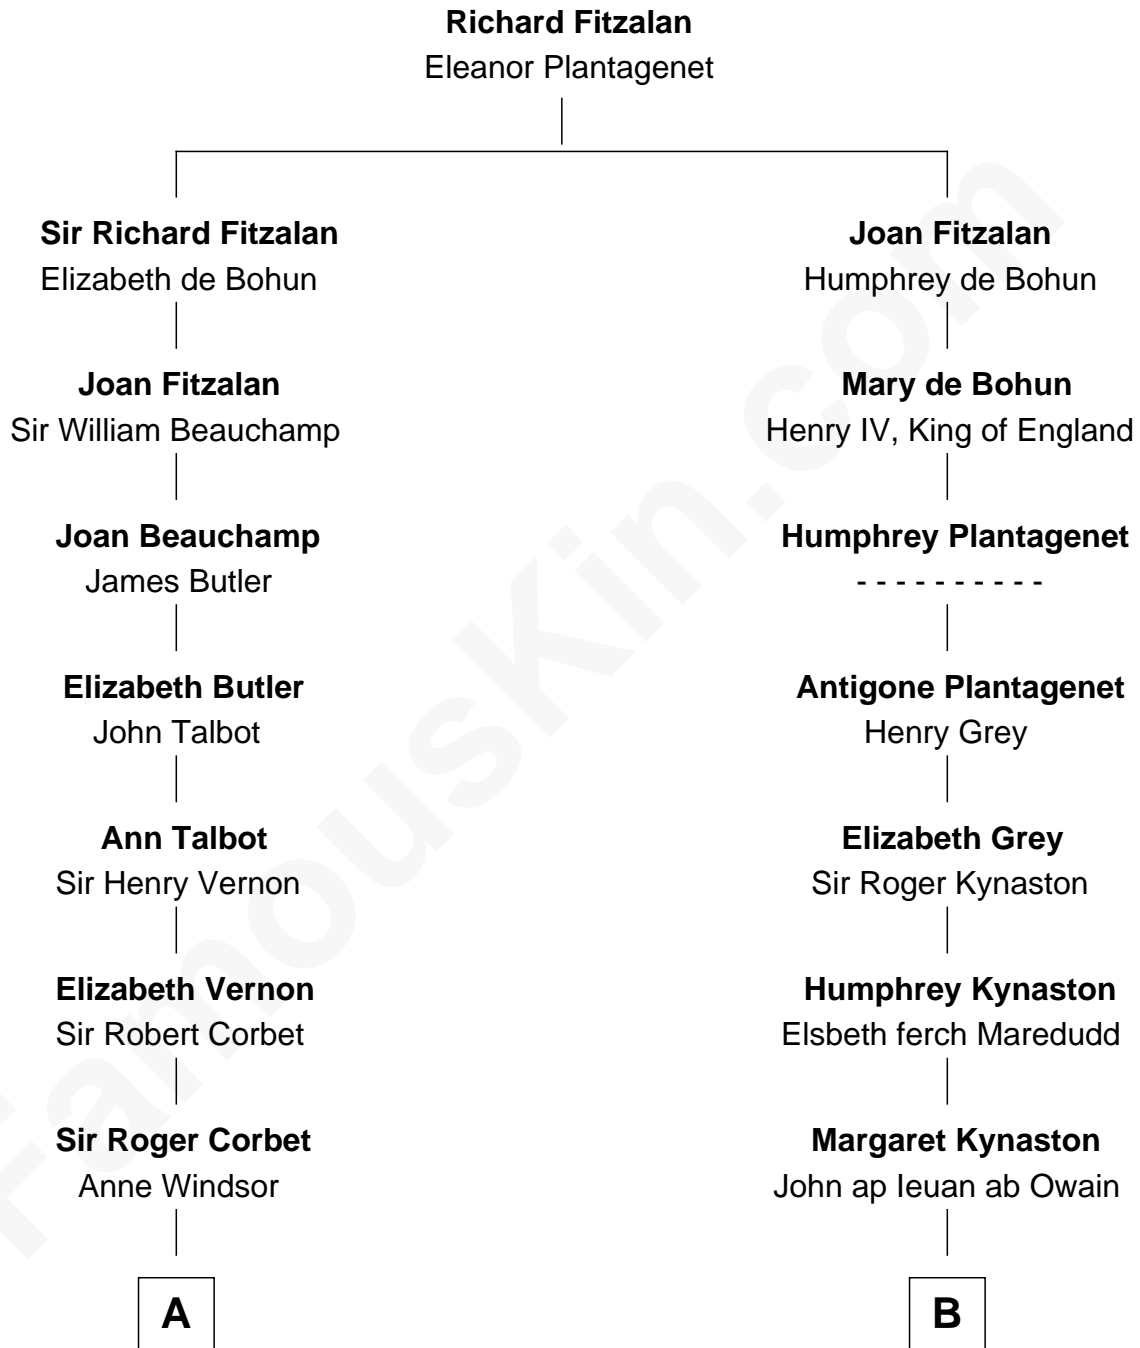 Richard Fitzalan
Eleanor Plantagenet
Sir Richard Fitzalan
Elizabeth de Bohun
Joan Fitzalan
Sir William Beauchamp
Joan Beauchamp
James Butler
Elizabeth Butler
John Talbot
Ann Talbot
Sir Henry Vernon
Elizabeth Vernon
Sir Robert Corbet
Sir Roger Corbet
Anne Windsor
A
Joan Fitzalan
Humphrey de Bohun
Mary de Bohun
Henry IV, King of England
Humphrey Plantagenet
- - - - - - - - - -
Antigone Plantagenet
Henry Grey
Elizabeth Grey
Sir Roger Kynaston
Humphrey Kynaston
Elsbeth ferch Maredudd
Margaret Kynaston
John ap Ieuan ab Owain
B
FamousKin.com